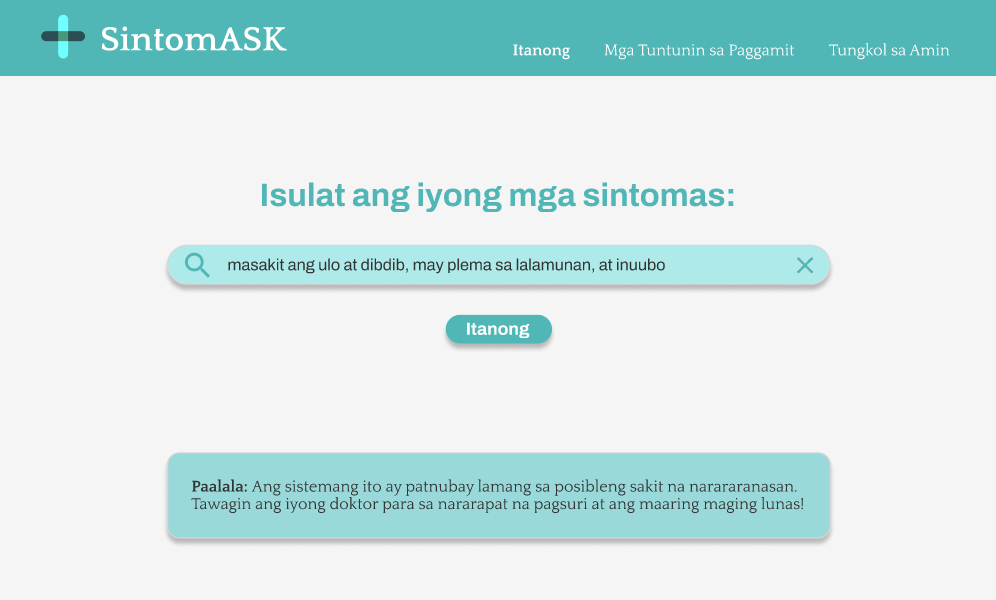 SintomASK
Itanong
Mga Tuntunin sa Paggamit
Tungkol sa Amin
Isulat ang iyong mga sintomas:
masakit ang ulo at dibdib, may plema sa lalamunan, at inuubo
Itanong
Paalala: Ang sistemang ito ay patnubay lamang sa posibleng sakit na narararanasan.
Tawagin ang iyong doktor para sa nararapat na pagsuri at ang maaring maging lunas!